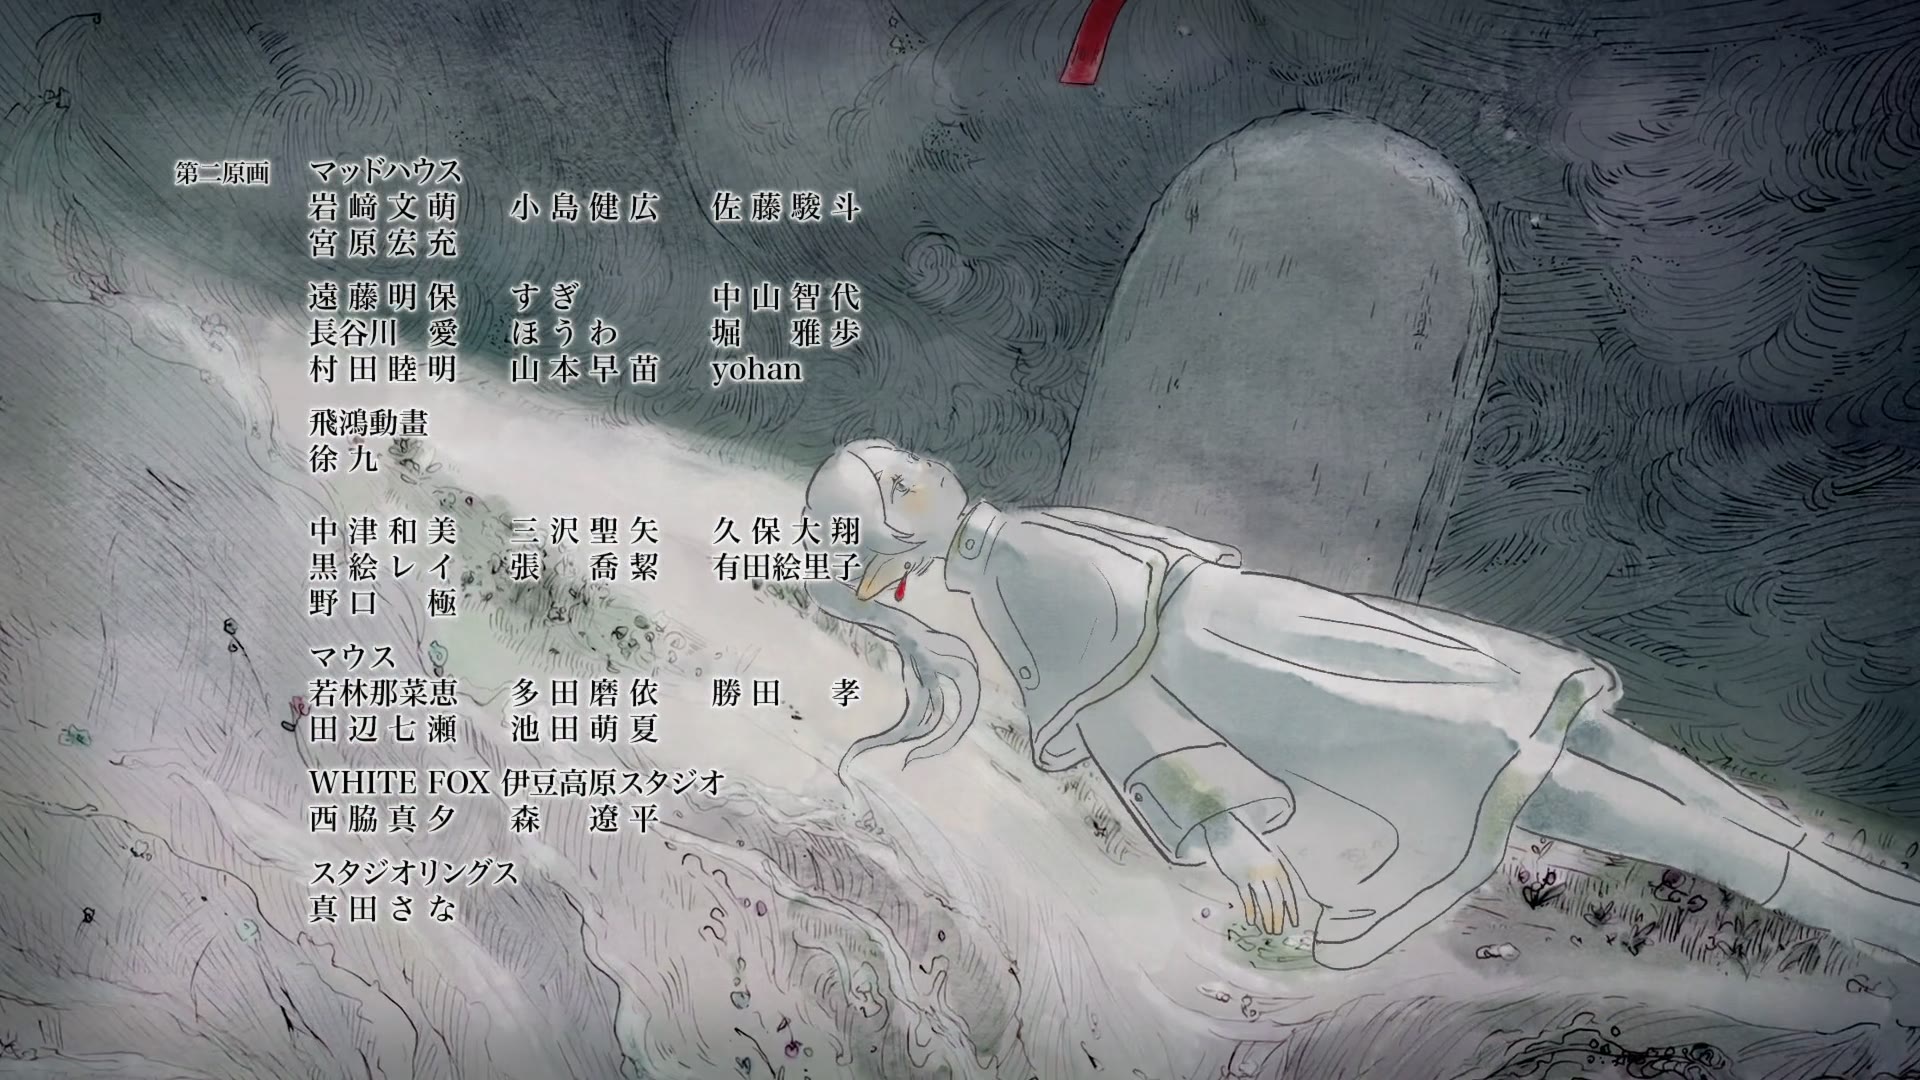 第二原画 マッドハウス
岩﨑文萌 小島健広 佐藤駿斗
宮原宏充
遠藤明保 すぎ 中山智代
長谷川 愛 ほうわ 堀 雅歩
村田睦明 山本早苗 yohan
飛鴻動畫
徐九
中津和美 三沢聖矢 久保大翔
黒絵レイ 張 喬絜 有田絵里子
野口 極
マウス
若林那菜恵 多田磨依 勝田 孝
田辺七瀬 池田萌夏
WHITE FOX 伊豆高原スタジオ
西脇真夕 森 遼平
スタジオリングス
真田さな